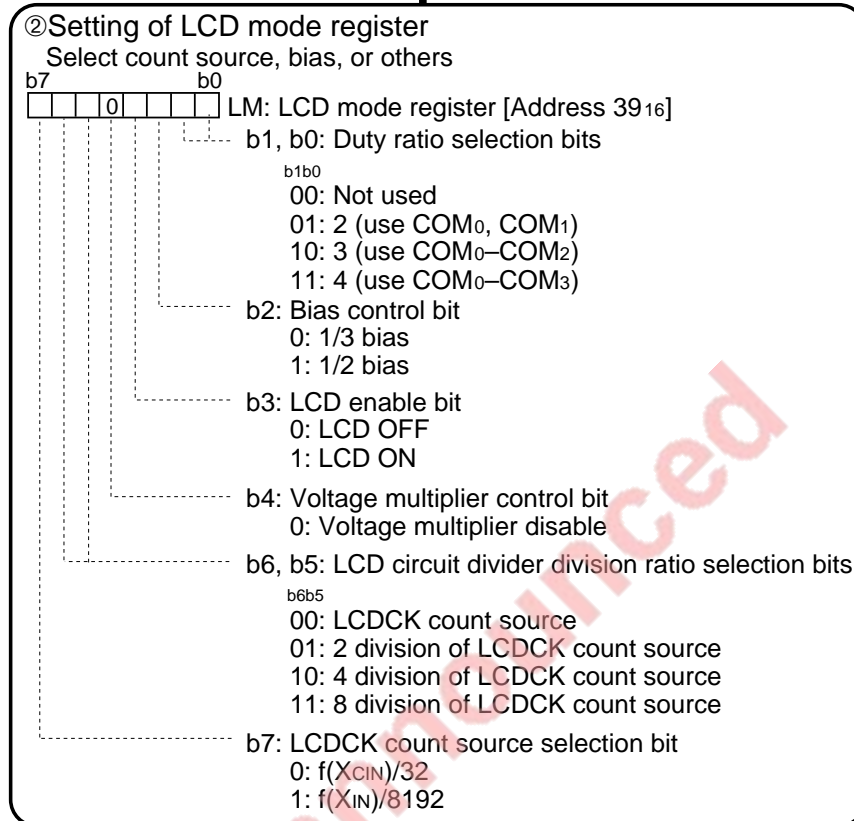 ②Setting of LCD mode register
Select count source, bias, or others
b7 b0
0 LM: LCD mode register [Address 3916]
b1, b0: Duty ratio selection bits
b1b0
00: Not used
01: 2 (use COM0, COM1)
10: 3 (use COM0–COM2)
11: 4 (use COM0–COM3)
b2: Bias control bit
0: 1/3 bias
1: 1/2 bias
b3: LCD enable bit
0: LCD OFF
1: LCD ON
b4: Voltage multiplier control bit
0: Voltage multiplier disable
b6, b5: LCD circuit divider division ratio selection bits
b6b5
00: LCDCK count source
01: 2 division of LCDCK count source
10: 4 division of LCDCK count source
11: 8 division of LCDCK count source
b7: LCDCK count source selection bit
0: f(XCIN)/32
1: f(XIN)/8192